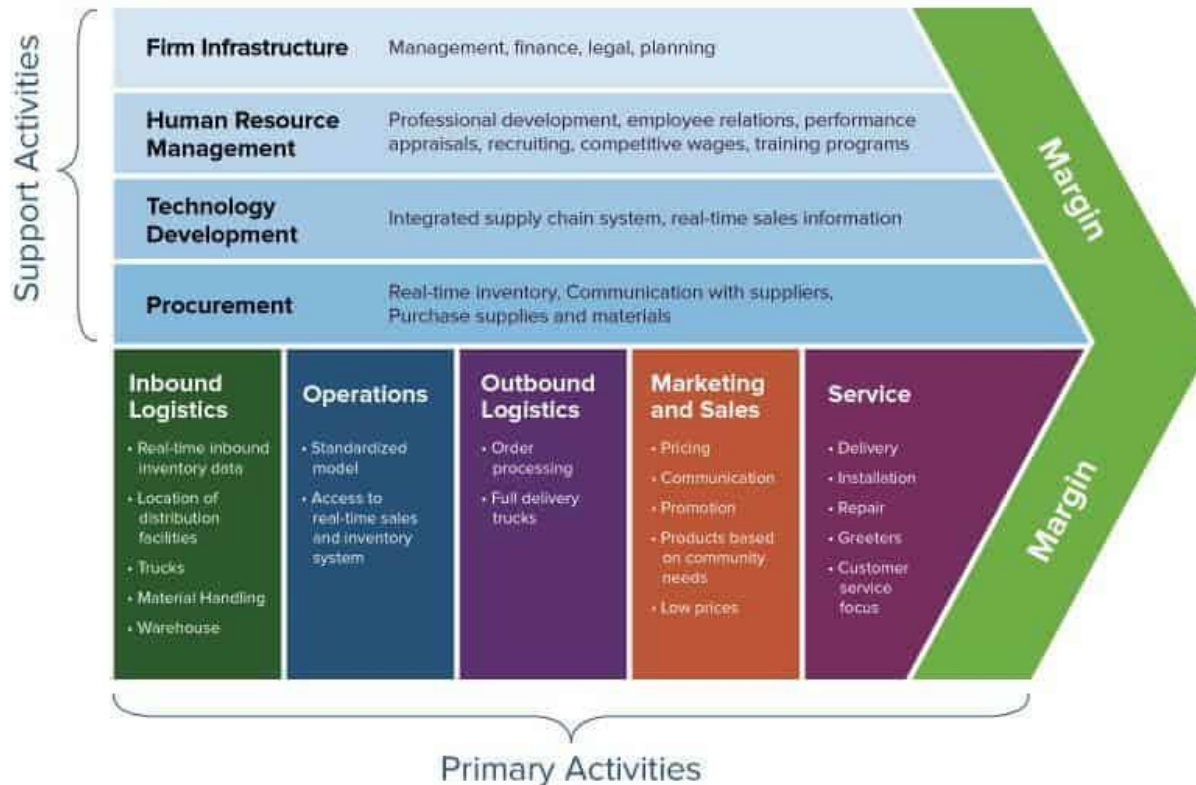 Support Activities
Firm Infrastructure
Management, finance, legal, planning
Human Resource
Management
Professional development, employee relations, performance
appraisals, recruiting, competitive wages, training programs
Technology
Development
Integrated supply chain system, real-time sales information
Procurement
Real-time inventory, Communication with suppliers,
Purchase supplies and materials
Margin
Margin
Inbound
Logistics
• Real-time inbound
inventory data
• Location of
distribution
facilities
• Trucks
• Material Handling
• Warehouse
Operations
• Standardized
model
• Access to
real-time sales
and inventory
system
Outbound
Logistics
• Order
processing
• Full delivery
trucks
Marketing
and Sales
• Pricing
• Communication
• Promotion
• Products based
on community
needs
• Low prices
Service
• Delivery
• Installation
• Repair
• Greeters
• Customer
service
focus
Primary Activities